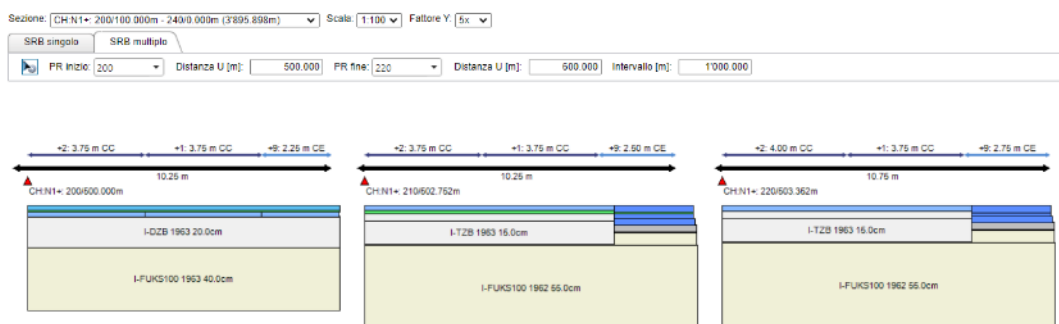 Sezione: CH:N1+: 200/100.000m - 240/0.000m (3'895.898m) Scala: 1:100 Fattore Y: 5x
SRB singolo SRB multiplo
PR inizio: 200 Distanza U [m]: 500.000 PR fine: 220 Distanza U [m]: 600.000 Intervallo [m]: 1'000.000
+2: 3.75 m CC +1: 3.75 m CC +9: 2.25 m CE
10.25 m
CH:N1+: 200/500.000m
I-DZB 1963 20.0cm
I-FUKS100 1963 40.0cm
+2: 3.75 m CC +1: 3.75 m CC +9: 2.50 m CE
10.25 m
CH:N1+: 210/502.752m
I-TZB 1963 15.0cm
I-FUKS100 1962 55.0cm
+2: 4.00 m CC +1: 3.75 m CC +9: 2.75 m CE
10.75 m
CH:N1+: 220/503.362m
I-TZB 1963 15.0cm
I-FUKS100 1962 55.0cm